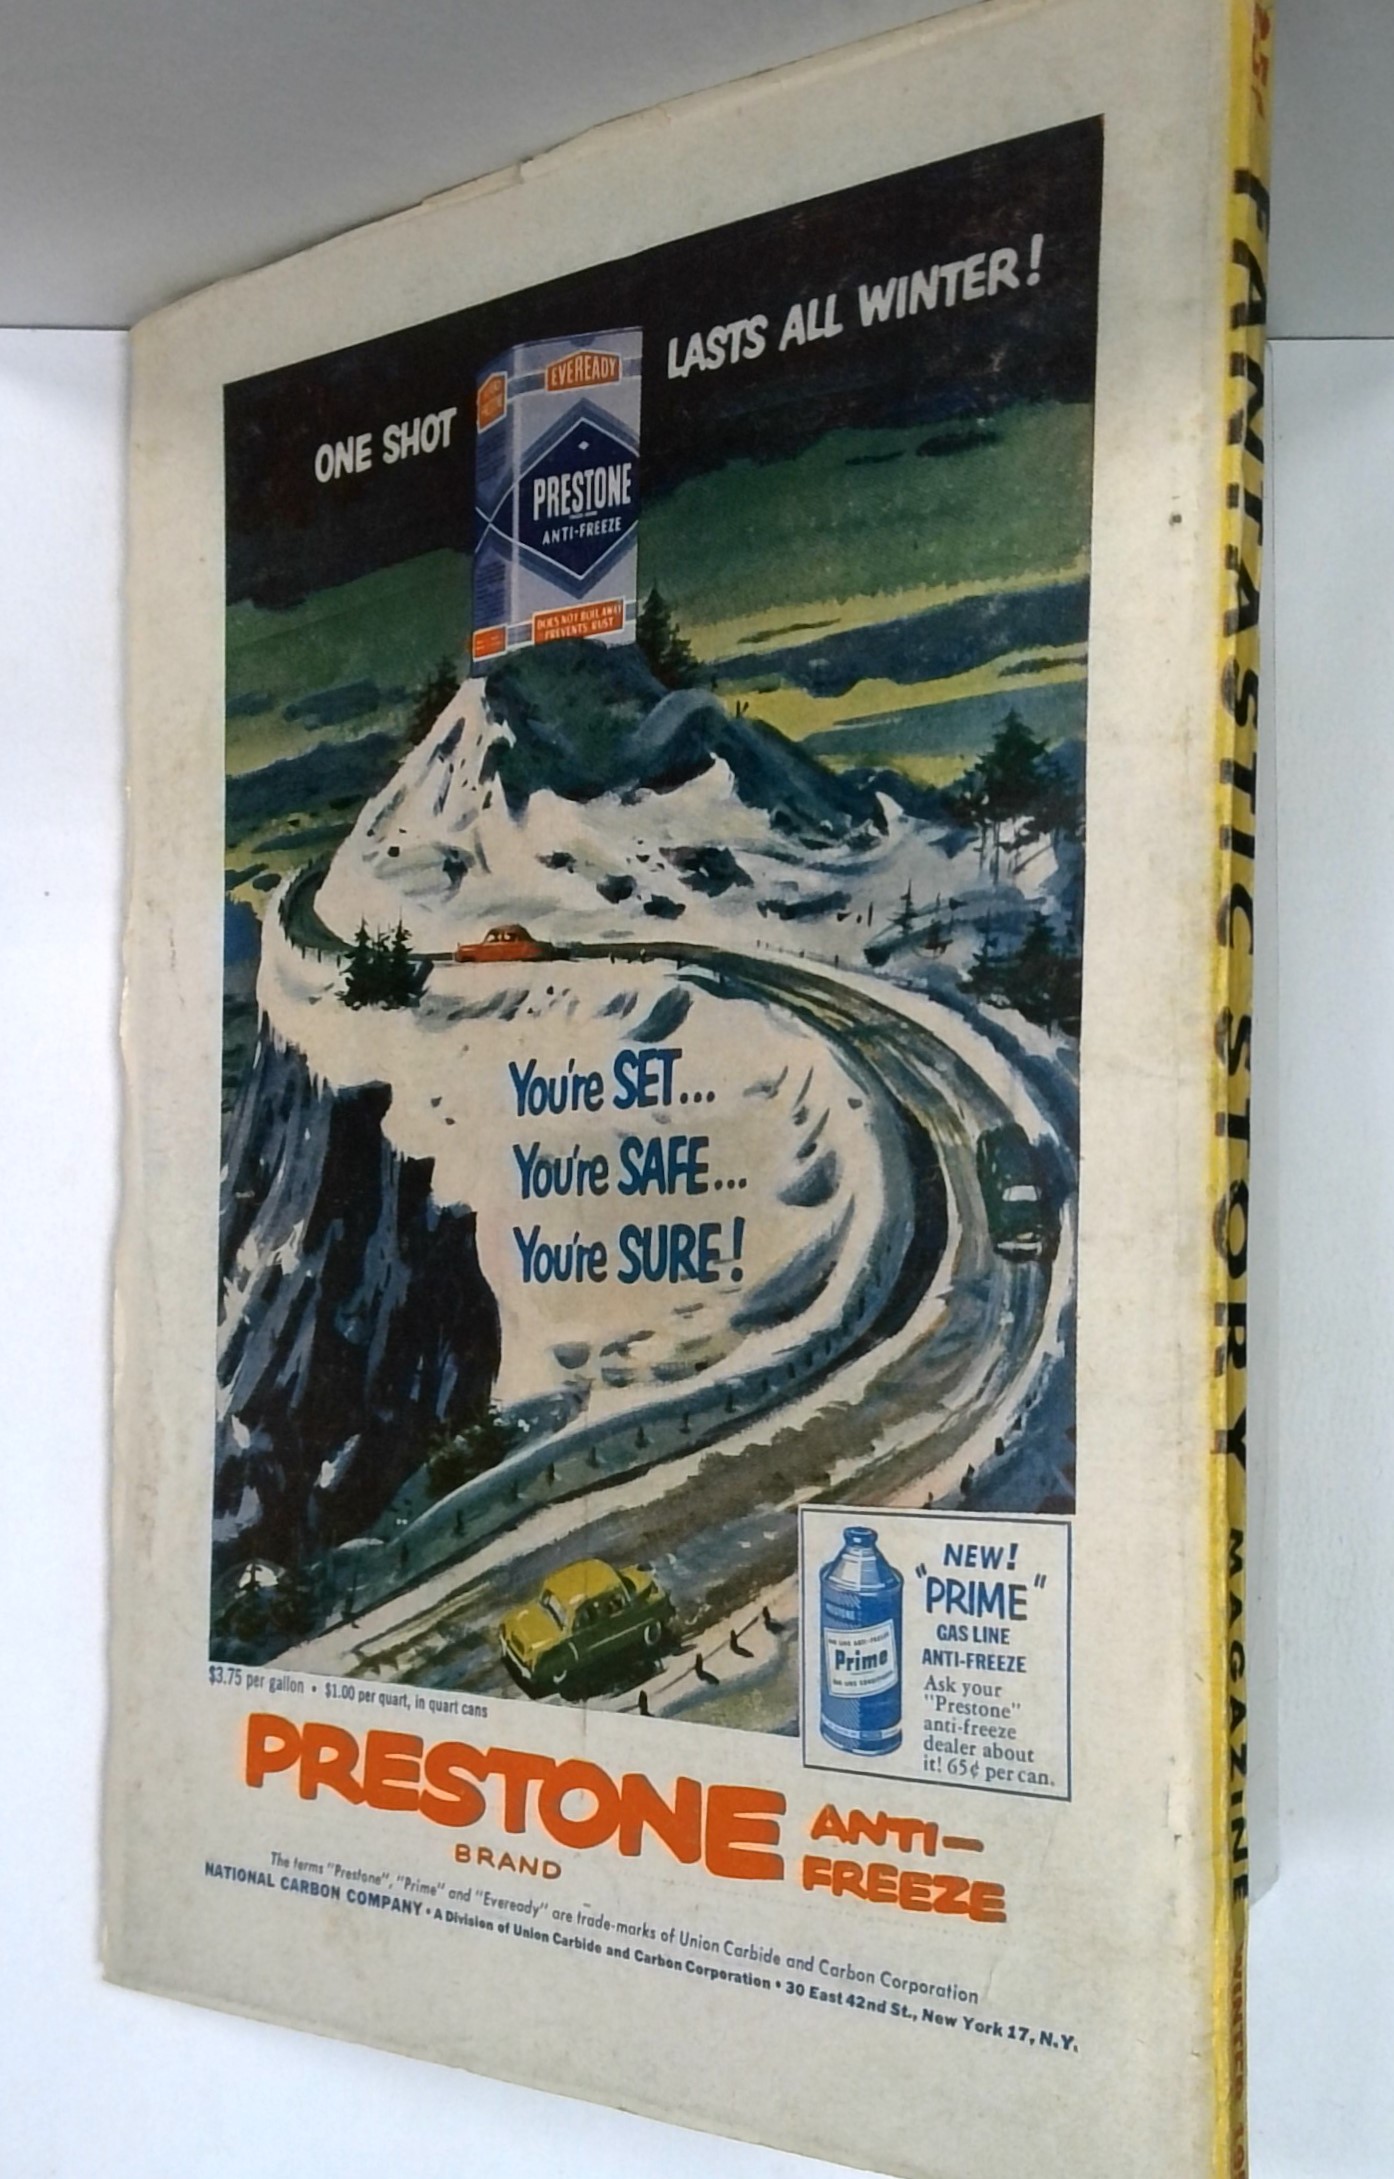 ONE SHOT
LASTS ALL WINTER!
EVEREADY
PRESTONE
ANTI-FREEZE
DOES NOT BOIL AWAY
PREVENTS RUST
You're SET...
You're SAFE...
You're SURE!
NEW!
"PRIME"
GAS LINE
ANTI-FREEZE
Ask your
"Prestone"
anti-freeze
dealer about
it! 65¢ per can.
PRESTONE
Prime
$3.75 per gallon • $1.00 per quart, in quart cans
PRESTONE
BRAND
ANTI-
FREEZE
The terms "Prestone", "Prime" and "Eveready" are trade-marks of Union Carbide and Carbon Corporation
NATIONAL CARBON COMPANY • A Division of Union Carbide and Carbon Corporation • 30 East 42nd St., New York 17, N.Y.
25¢ FANTASTIC STORY MAGAZINE WINTER